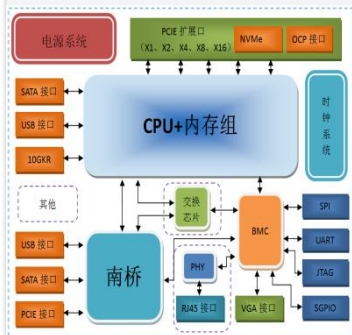 电源系统
PCIE 扩展口
（X1、X2、X4、X8、X16）
NVMe
OCP 接口
SATA 接口
USB 接口
10GKR
CPU+内存组
时钟系统
其他
交换
芯片
BMC
SPI
UART
JTAG
SGPIO
USB 接口
SATA 接口
PCIE 接口
南桥
PHY
RJ45 接口
VGA 接口